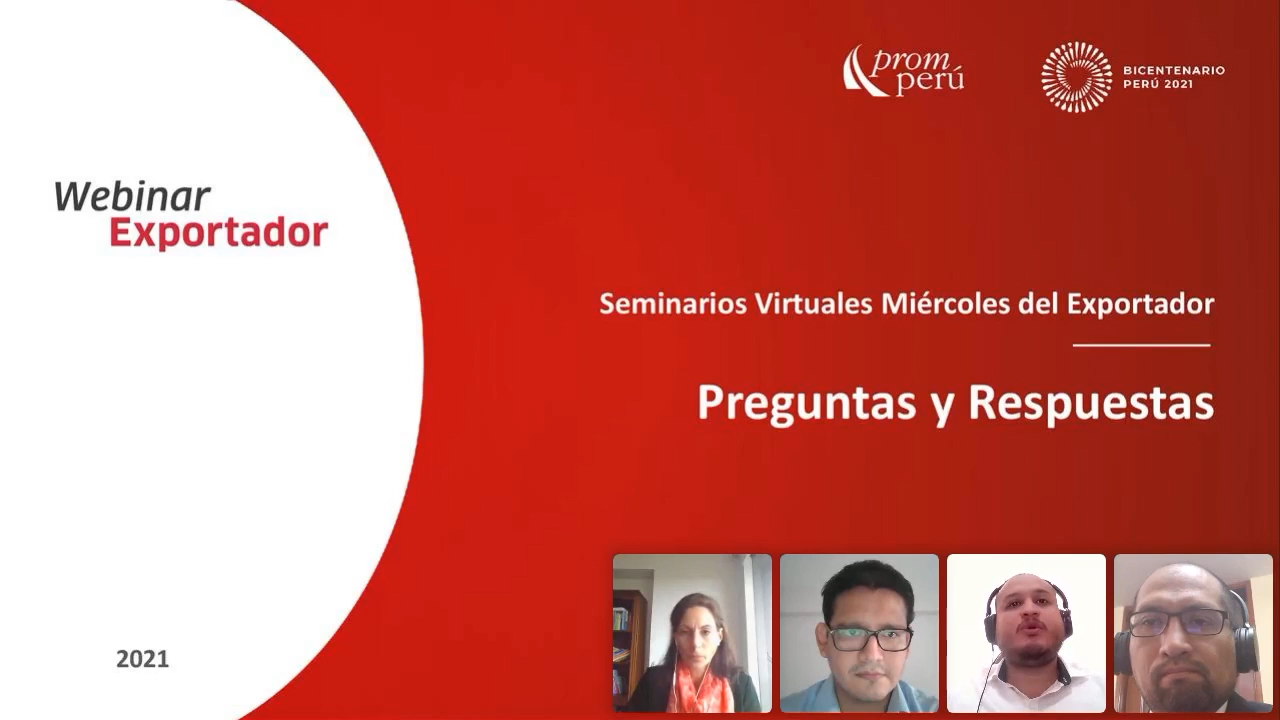 prom
perú
BICENTENARIO
PERÚ 2021
Webinar
Exportador
Seminarios Virtuales Miércoles del Exportador
Preguntas y Respuestas
2021